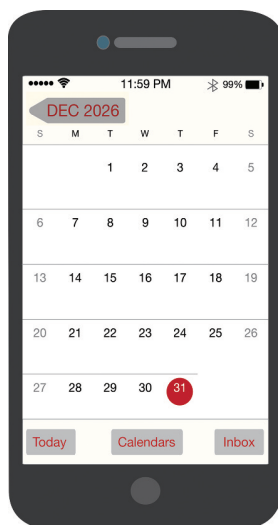 11:59 PM 99%
DEC 2026
S M T W T F S
1 2 3 4 5
6 7 8 9 10 11 12
13 14 15 16 17 18 19
20 21 22 23 24 25 26
27 28 29 30 31
Today Calendars Inbox